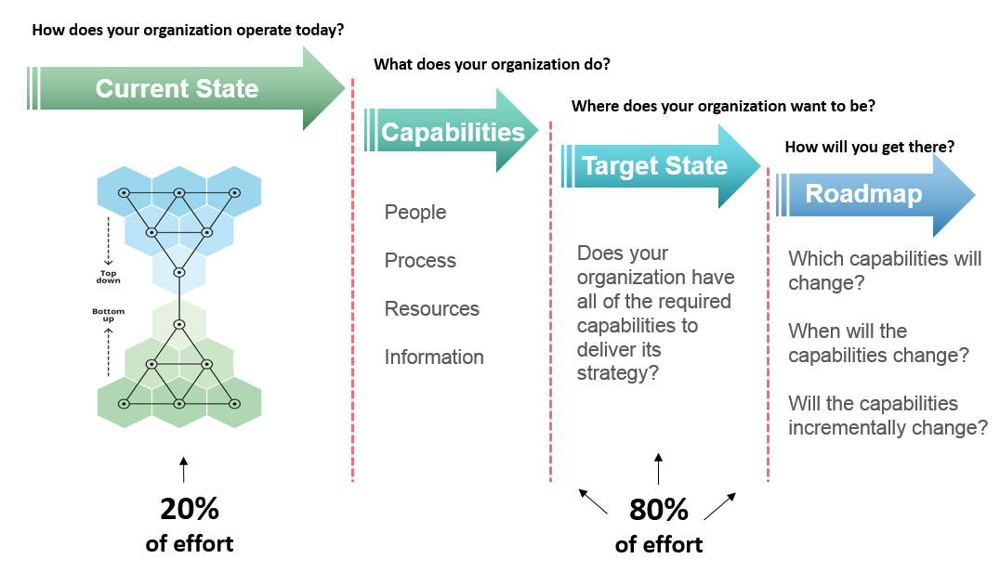 How does your organization operate today?
Current State
Top
down
Bottom
up
20%
of effort
What does your organization do?
Capabilities
People
Process
Resources
Information
Where does your organization want to be?
Target State
Does your
organization have
all of the required
capabilities to
deliver its
strategy?
80%
of effort
How will you get there?
Roadmap
Which capabilities will
change?
When will the
capabilities change?
Will the capabilities
incrementally change?